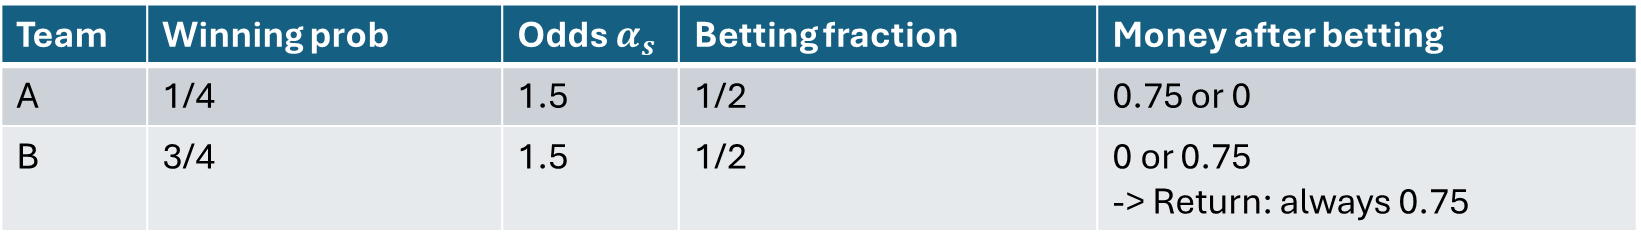 Team Winning prob Odds αₛ Betting fraction Money after betting
A 1/4 1.5 1/2 0.75 or 0
B 3/4 1.5 1/2 0 or 0.75
-> Return: always 0.75